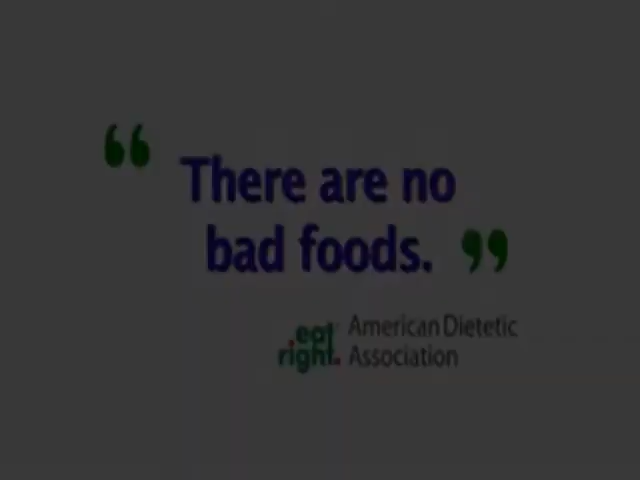 “ There are no
bad foods. ”
eat American Dietetic
right. Association